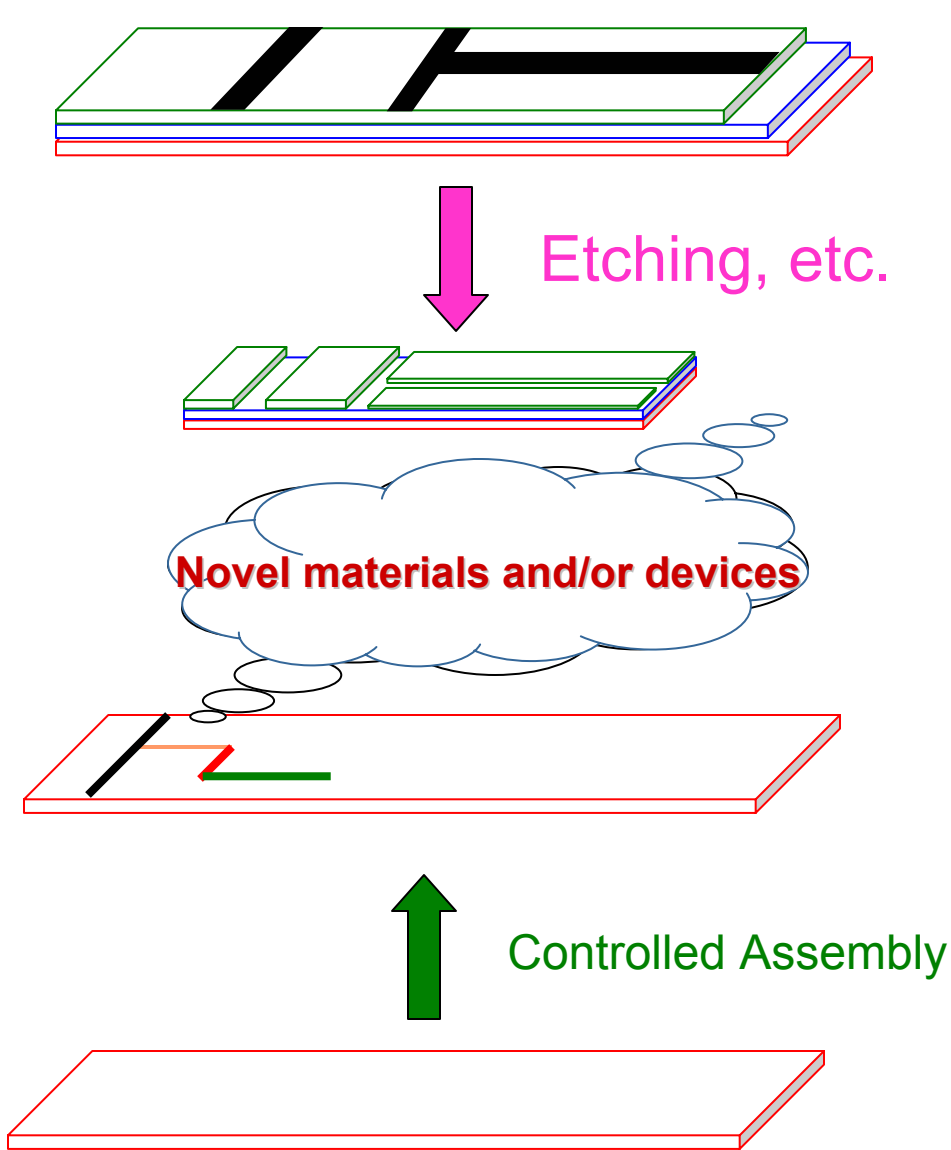 Etching, etc.
Novel materials and/or devices
Controlled Assembly